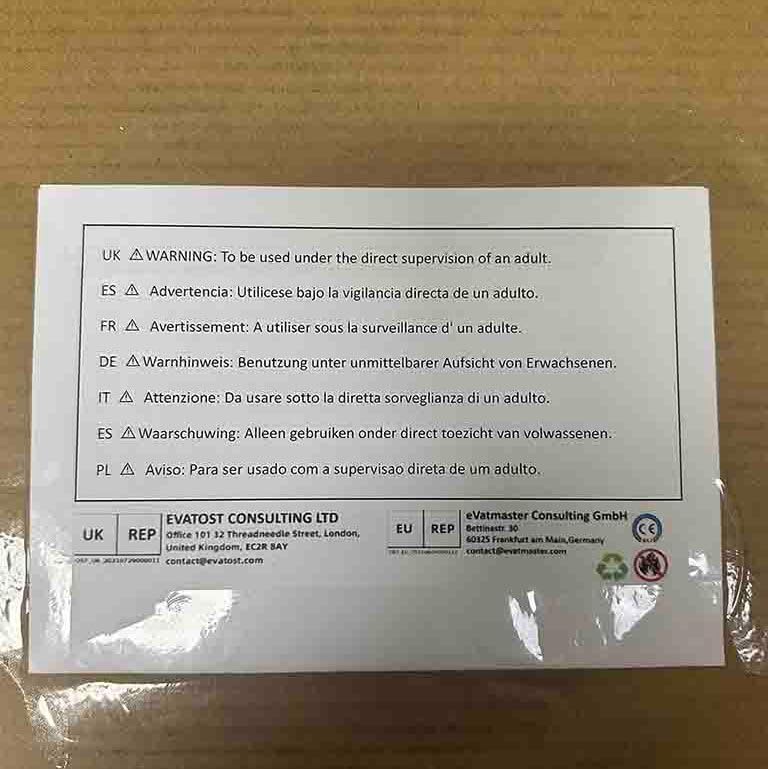 UK ⚠ WARNING: To be used under the direct supervision of an adult.
ES ⚠ Advertencia: Utilicese bajo la vigilancia directa de un adulto.
FR ⚠ Avertissement: A utiliser sous la surveillance d' un adulte.
DE ⚠ Warnhinweis: Benutzung unter unmittelbarer Aufsicht von Erwachsenen.
IT ⚠ Attenzione: Da usare sotto la diretta sorveglianza di un adulto.
ES ⚠ Waarschuwing: Alleen gebruiken onder direct toezicht van volwassenen.
PL ⚠ Aviso: Para ser usado com a supervisao direta de um adulto.
UK REP
EVATOST CONSULTING LTD
Office 101 32 Threadneedle Street, London,
United Kingdom, EC2R 8AY
contact@evatost.com
EU REP
eVatmaster Consulting GmbH
Bettinastr. 30
60325 Frankfurt am Main,Germany
contact@evatmaster.com
CE